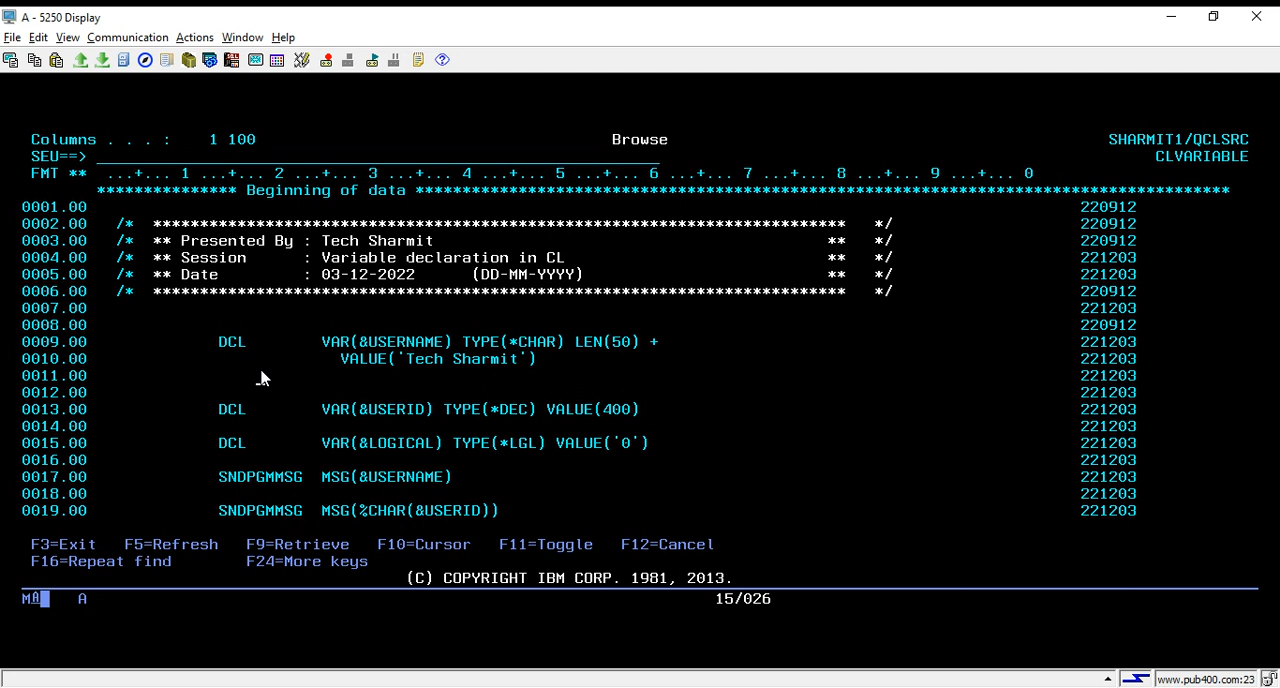 A - 5250 Display
File Edit View Communication Actions Window Help
Columns . . . :    1 100                                      Browse                                                  SHARMIT1/QCLSRC
SEU==>                                                                                                                     CLVARIABLE
FMT **  ...+... 1 ...+... 2 ...+... 3 ...+... 4 ...+... 5 ...+... 6 ...+... 7 ...+... 8 ...+... 9 ...+... 0
*************** Beginning of data ***************************************************************************************
0001.00 220912
0002.00   /*  **************************************************************************   */ 220912
0003.00   /*  ** Presented By : Tech Sharmit                                          **   */ 220912
0004.00   /*  ** Session      : Variable declaration in CL                            **   */ 221203
0005.00   /*  ** Date         : 03-12-2022      (DD-MM-YYYY)                          **   */ 221203
0006.00   /*  **************************************************************************   */ 220912
0007.00 221203
0008.00 220912
0009.00              DCL        VAR(&USERNAME) TYPE(*CHAR) LEN(50) + 221203
0010.00                           VALUE('Tech Sharmit') 221203
0011.00 221203
0012.00 221203
0013.00              DCL        VAR(&USERID) TYPE(*DEC) VALUE(400) 221203
0014.00 221203
0015.00              DCL        VAR(&LOGICAL) TYPE(*LGL) VALUE('0') 221203
0016.00 221203
0017.00              SNDPGMMSG  MSG(&USERNAME) 221203
0018.00 221203
0019.00              SNDPGMMSG  MSG(%CHAR(&USERID)) 221203
F3=Exit   F5=Refresh   F9=Retrieve   F10=Cursor   F11=Toggle   F12=Cancel
F16=Repeat find        F24=More keys
(C) COPYRIGHT IBM CORP. 1981, 2013.
MA    A    15/026
www.pub400.com:23